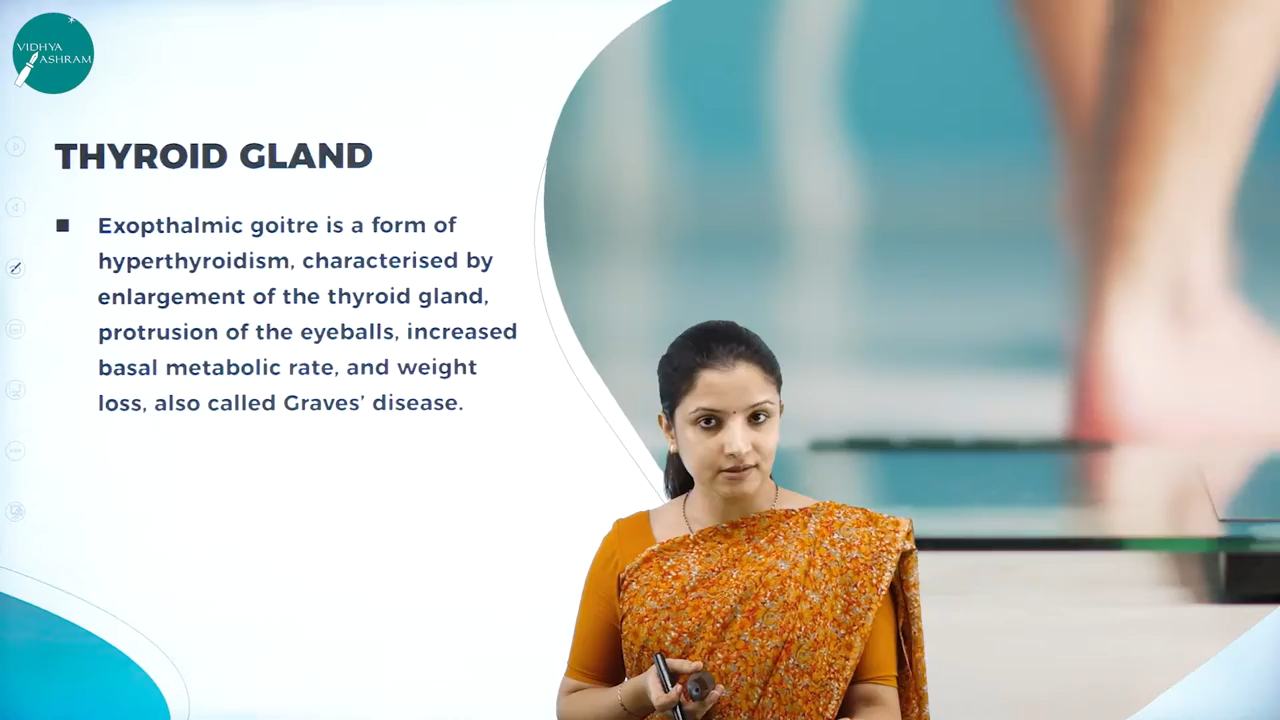 VIDHYA
ASHRAM
THYROID GLAND
Exopthalmic goitre is a form of
hyperthyroidism, characterised by
enlargement of the thyroid gland,
protrusion of the eyeballs, increased
basal metabolic rate, and weight
loss, also called Graves’ disease.